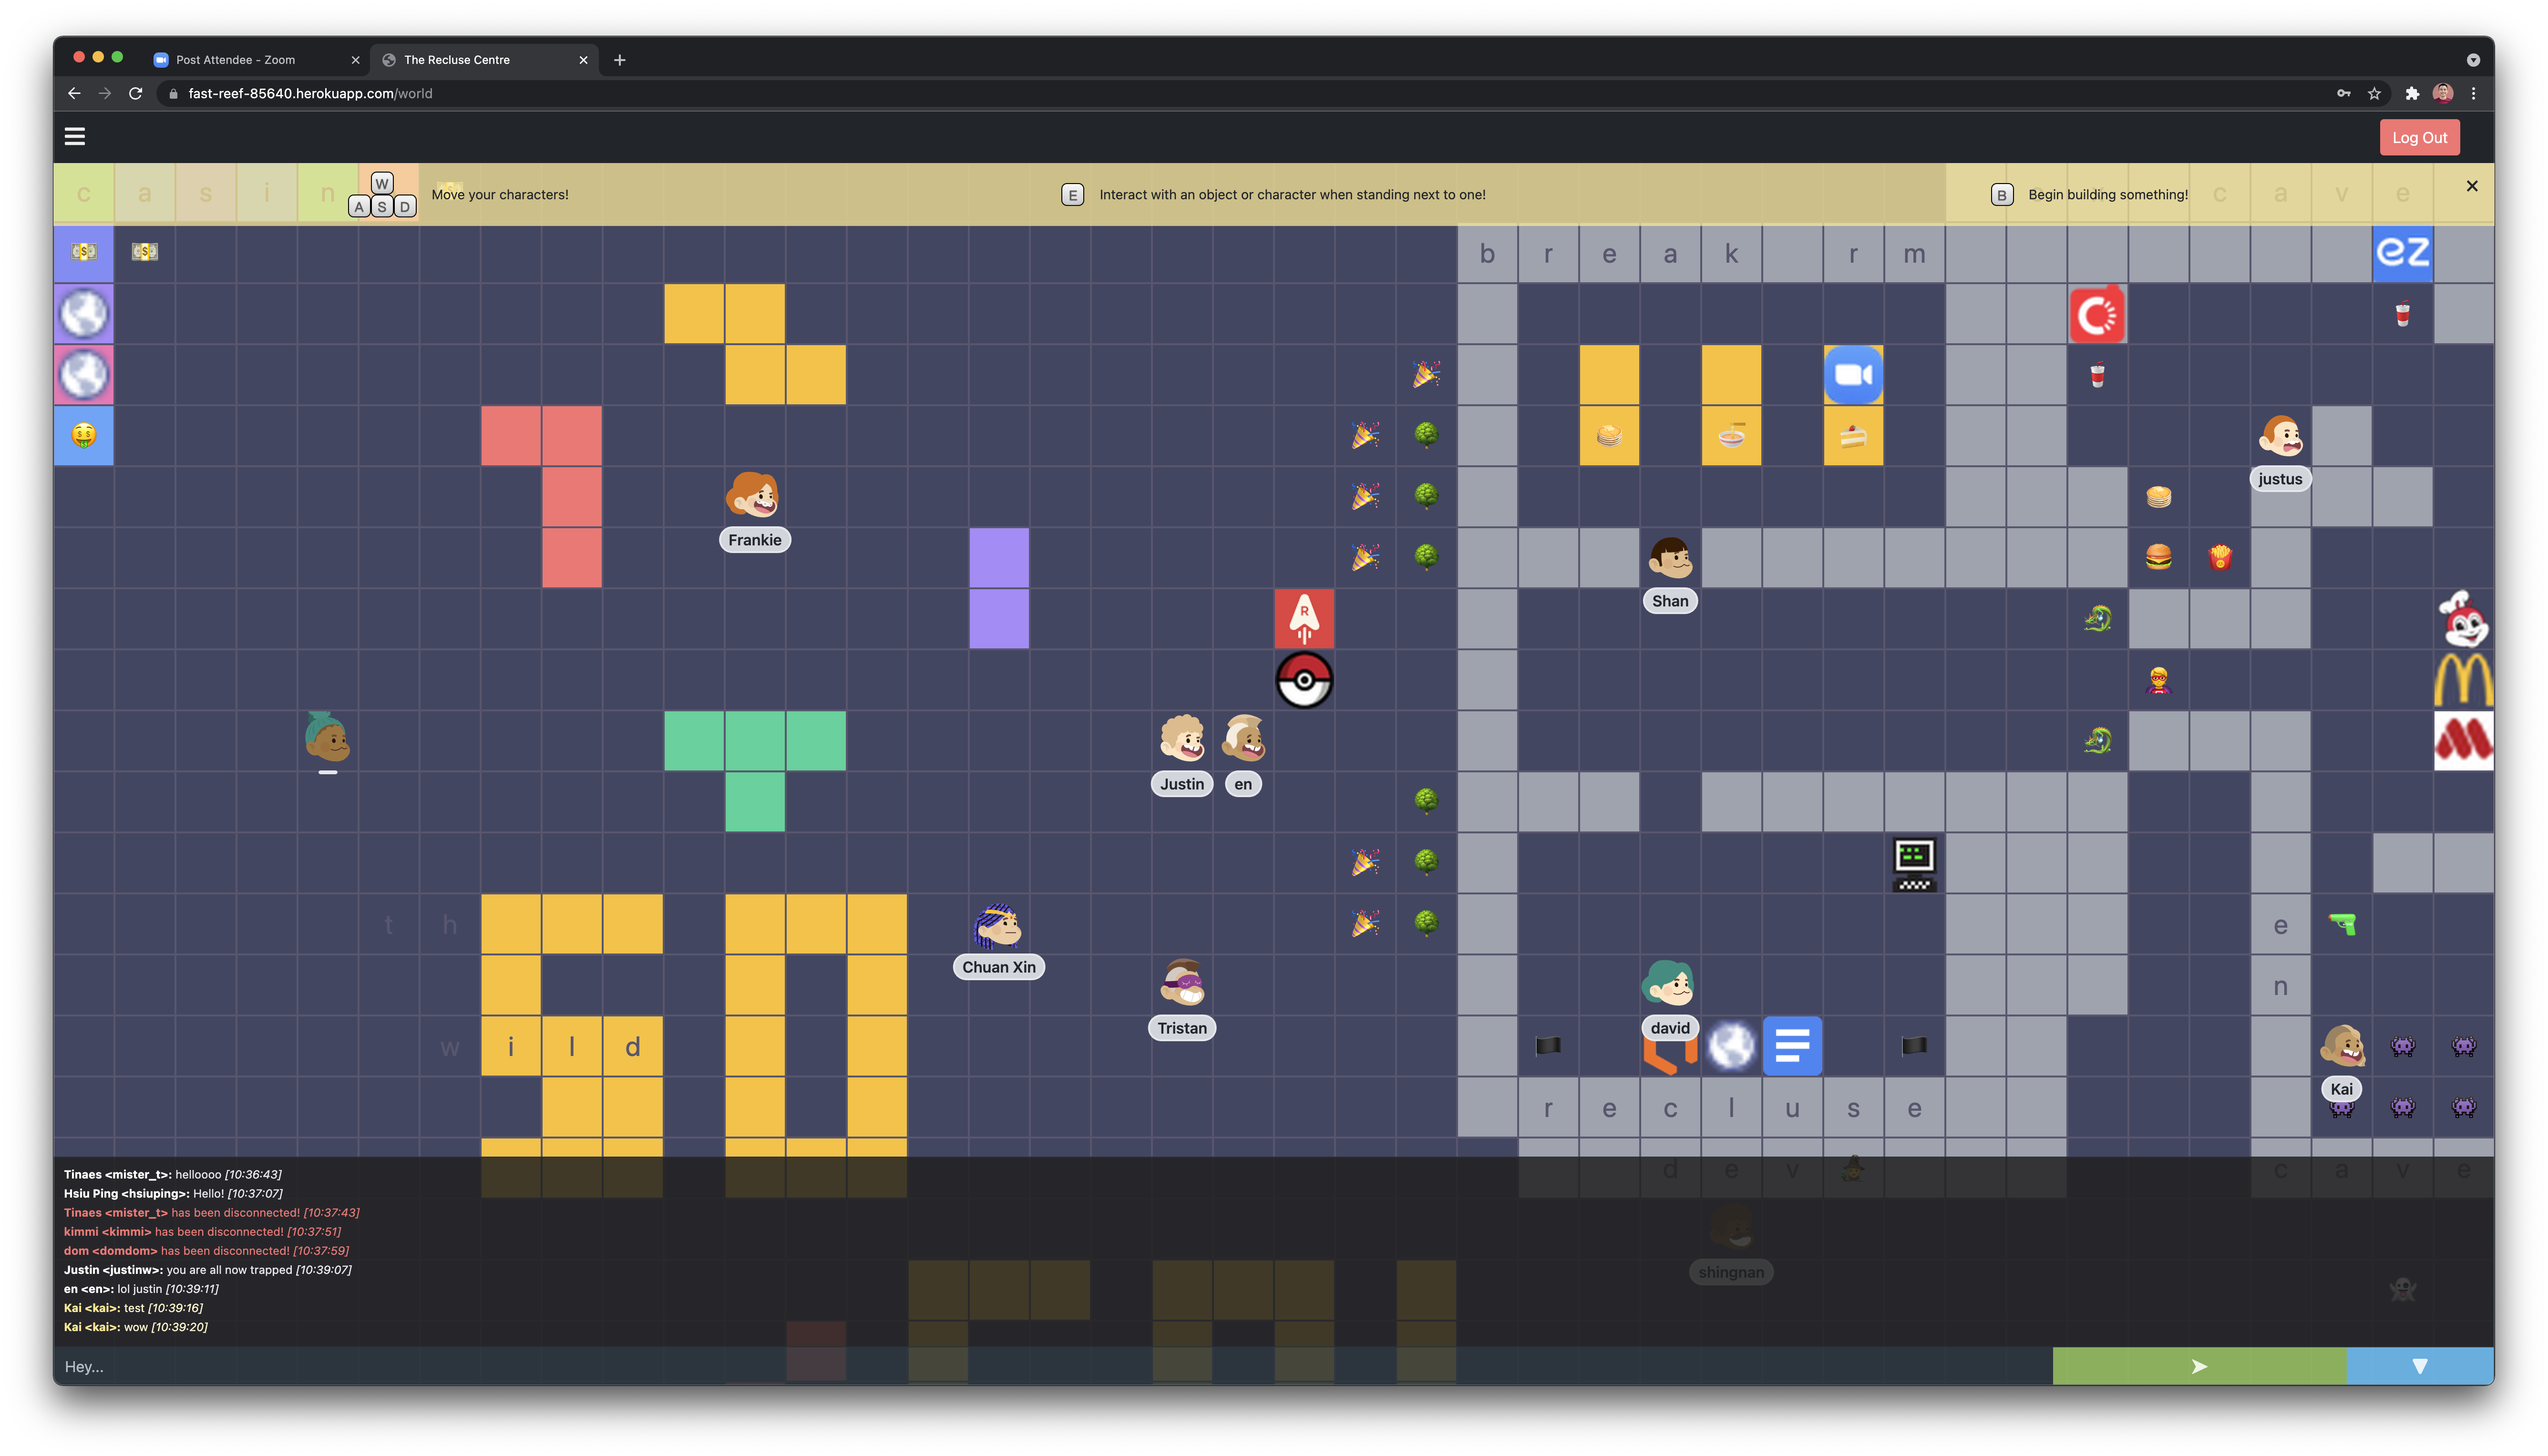 Post Attendee - Zoom
The Recluse Centre
fast-reef-85640.herokuapp.com/world
Log Out
c a s i n
W
A S D
Move your characters!
E
Interact with an object or character when standing next to one!
B
Begin building something!
c a v e
b r e a k r m
ez
justus
Frankie
Shan
R
Justin
en
t h
e
Chuan Xin
n
Tristan
david
w i l d
Kai
r e c l u s e
d e v
c a v e
Tinaes <mister_t>: helloooo [10:36:43]
Hsiu Ping <hsiuping>: Hello! [10:37:07]
Tinaes <mister_t> has been disconnected! [10:37:43]
kimmi <kimmi> has been disconnected! [10:37:51]
dom <domdom> has been disconnected! [10:37:59]
Justin <justinw>: you are all now trapped [10:39:07]
en <en>: lol justin [10:39:11]
Kai <kai>: test [10:39:16]
Kai <kai>: wow [10:39:20]
shingnan
Hey...